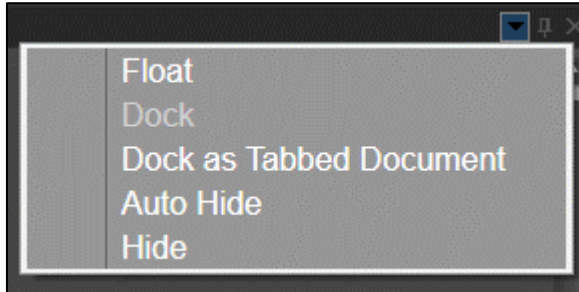 Float
Dock
Dock as Tabbed Document
Auto Hide
Hide